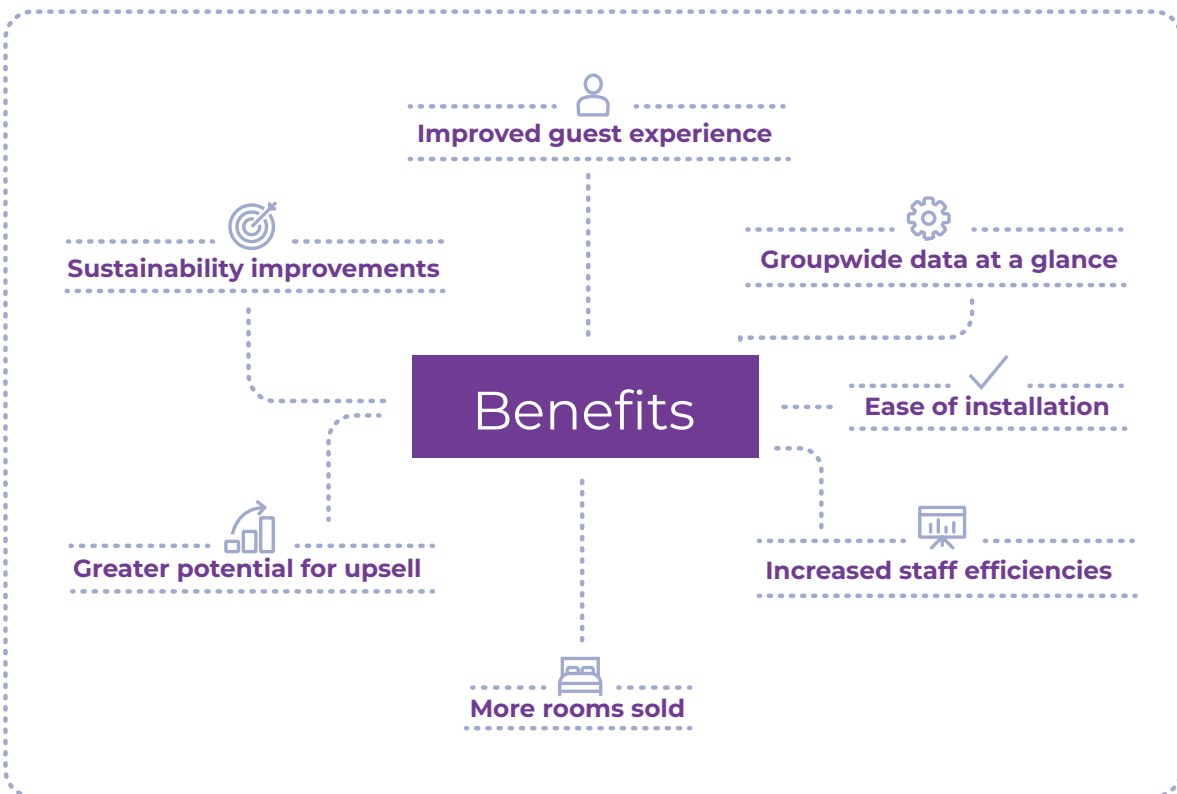 Improved guest experience
Sustainability improvements
Groupwide data at a glance
Benefits
Ease of installation
Greater potential for upsell
Increased staff efficiencies
More rooms sold